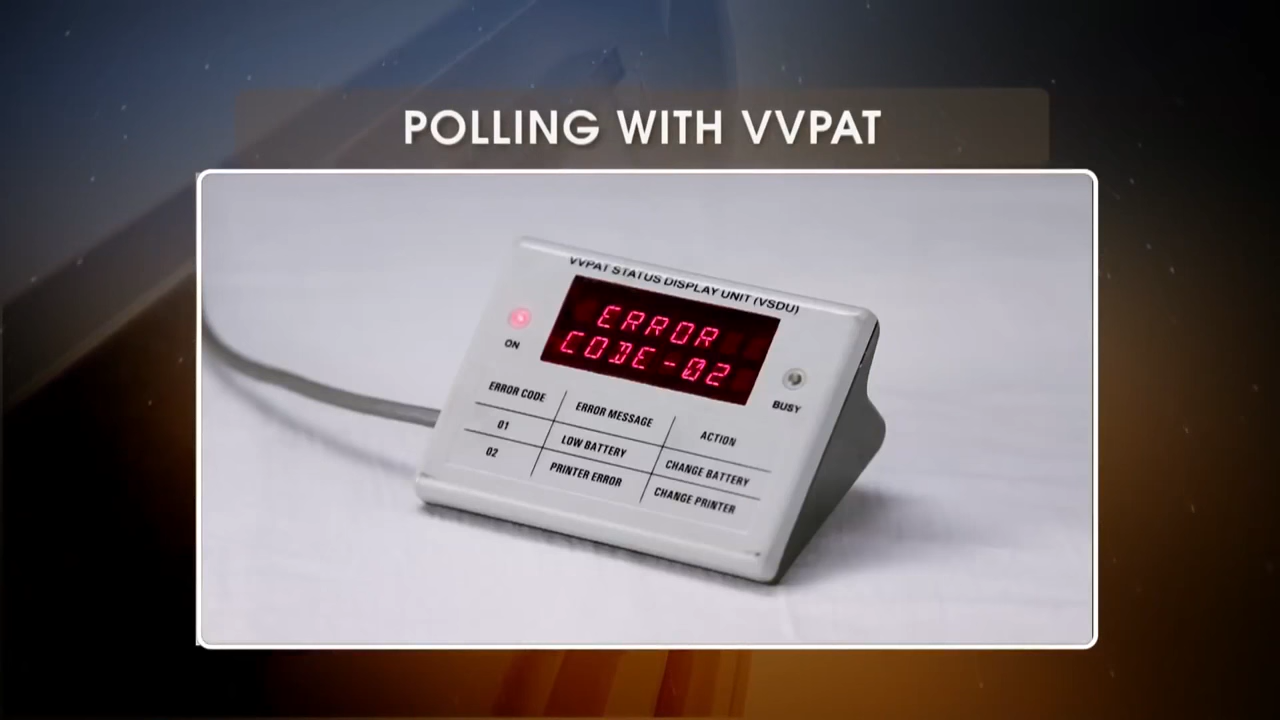 POLLING WITH VVPAT
VVPAT STATUS DISPLAY UNIT (VSDU)
ERROR
CODE-02
ON
BUSY
ERROR CODE ERROR MESSAGE ACTION
01 LOW BATTERY CHANGE BATTERY
02 PRINTER ERROR CHANGE PRINTER